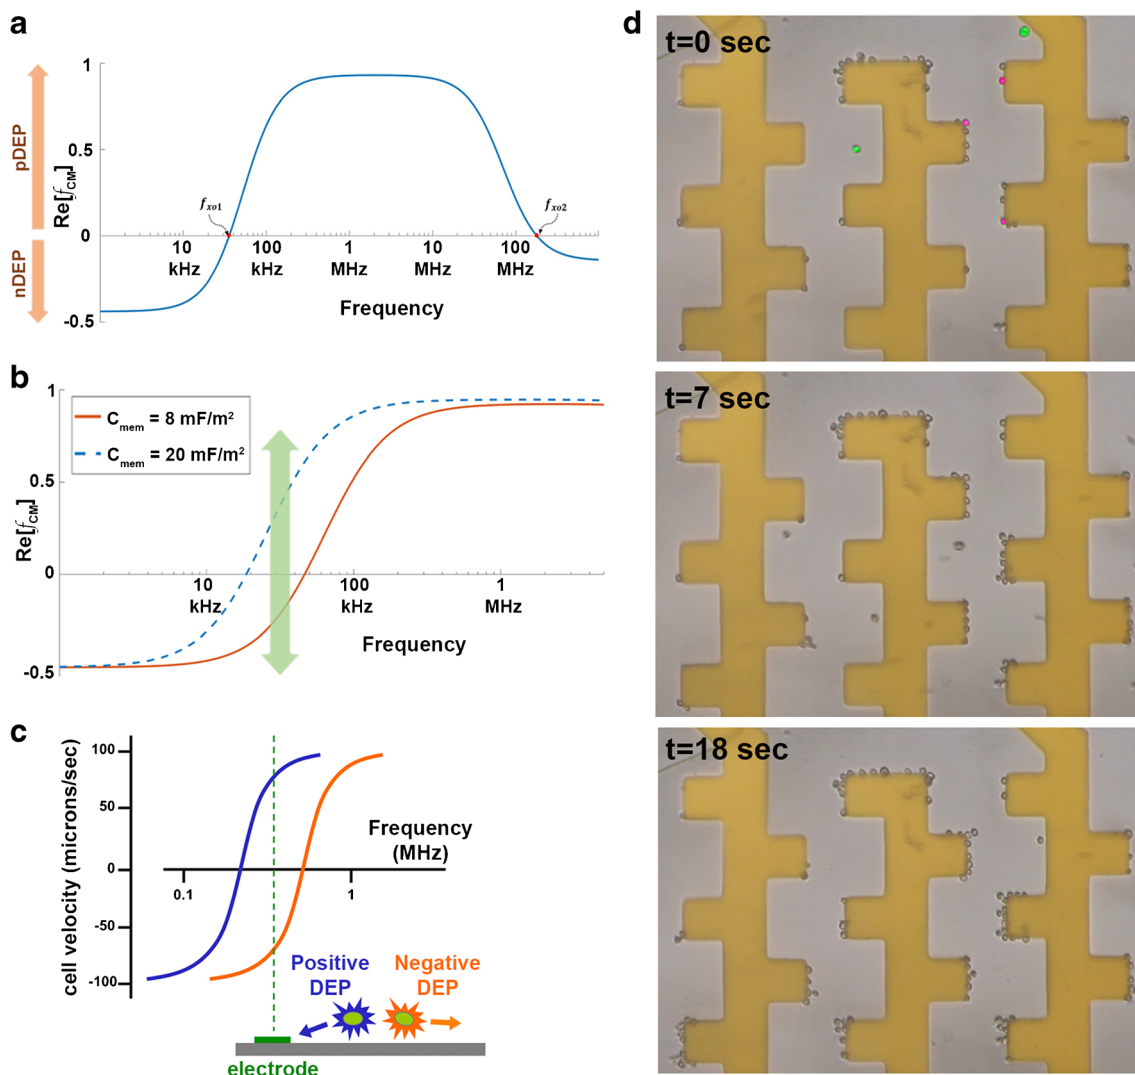 a
pDEP
nDEP
Re[fCM]
1
0.5
0
-0.5
fxo1
fxo2
10 kHz
100 kHz
1 MHz
10 MHz
100 MHz
Frequency
b
Re[fCM]
1
0.5
0
-0.5
Cmem = 8 mF/m²
Cmem = 20 mF/m²
10 kHz
100 kHz
1 MHz
Frequency
c
cell velocity (microns/sec)
100
50
0
-50
-100
0.1
1
Frequency
(MHz)
Positive
DEP
Negative
DEP
electrode
d
t=0 sec
t=7 sec
t=18 sec